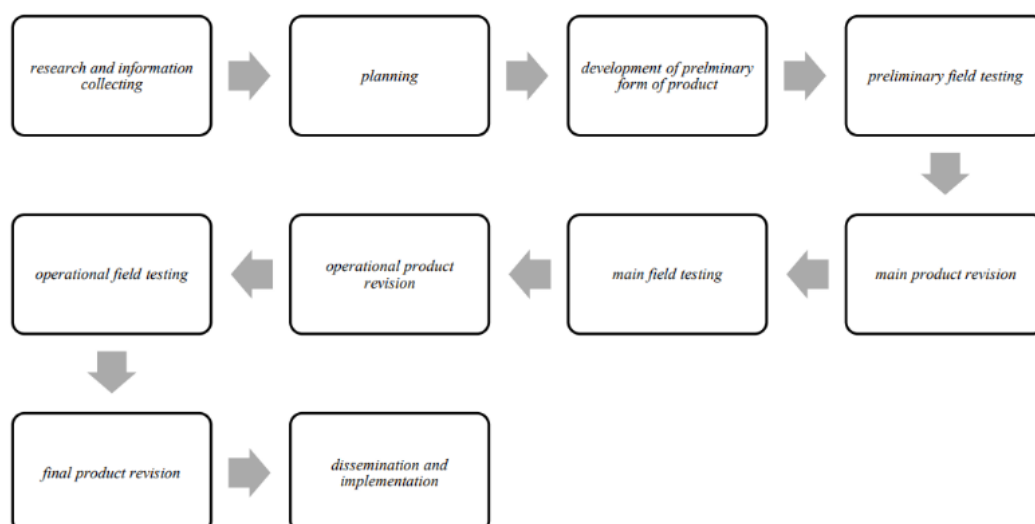 research and information
collecting
planning
development of prelminary
form of product
preliminary field testing
operational field testing
operational product
revision
main field testing
main product revision
final product revision
dissemination and
implementation